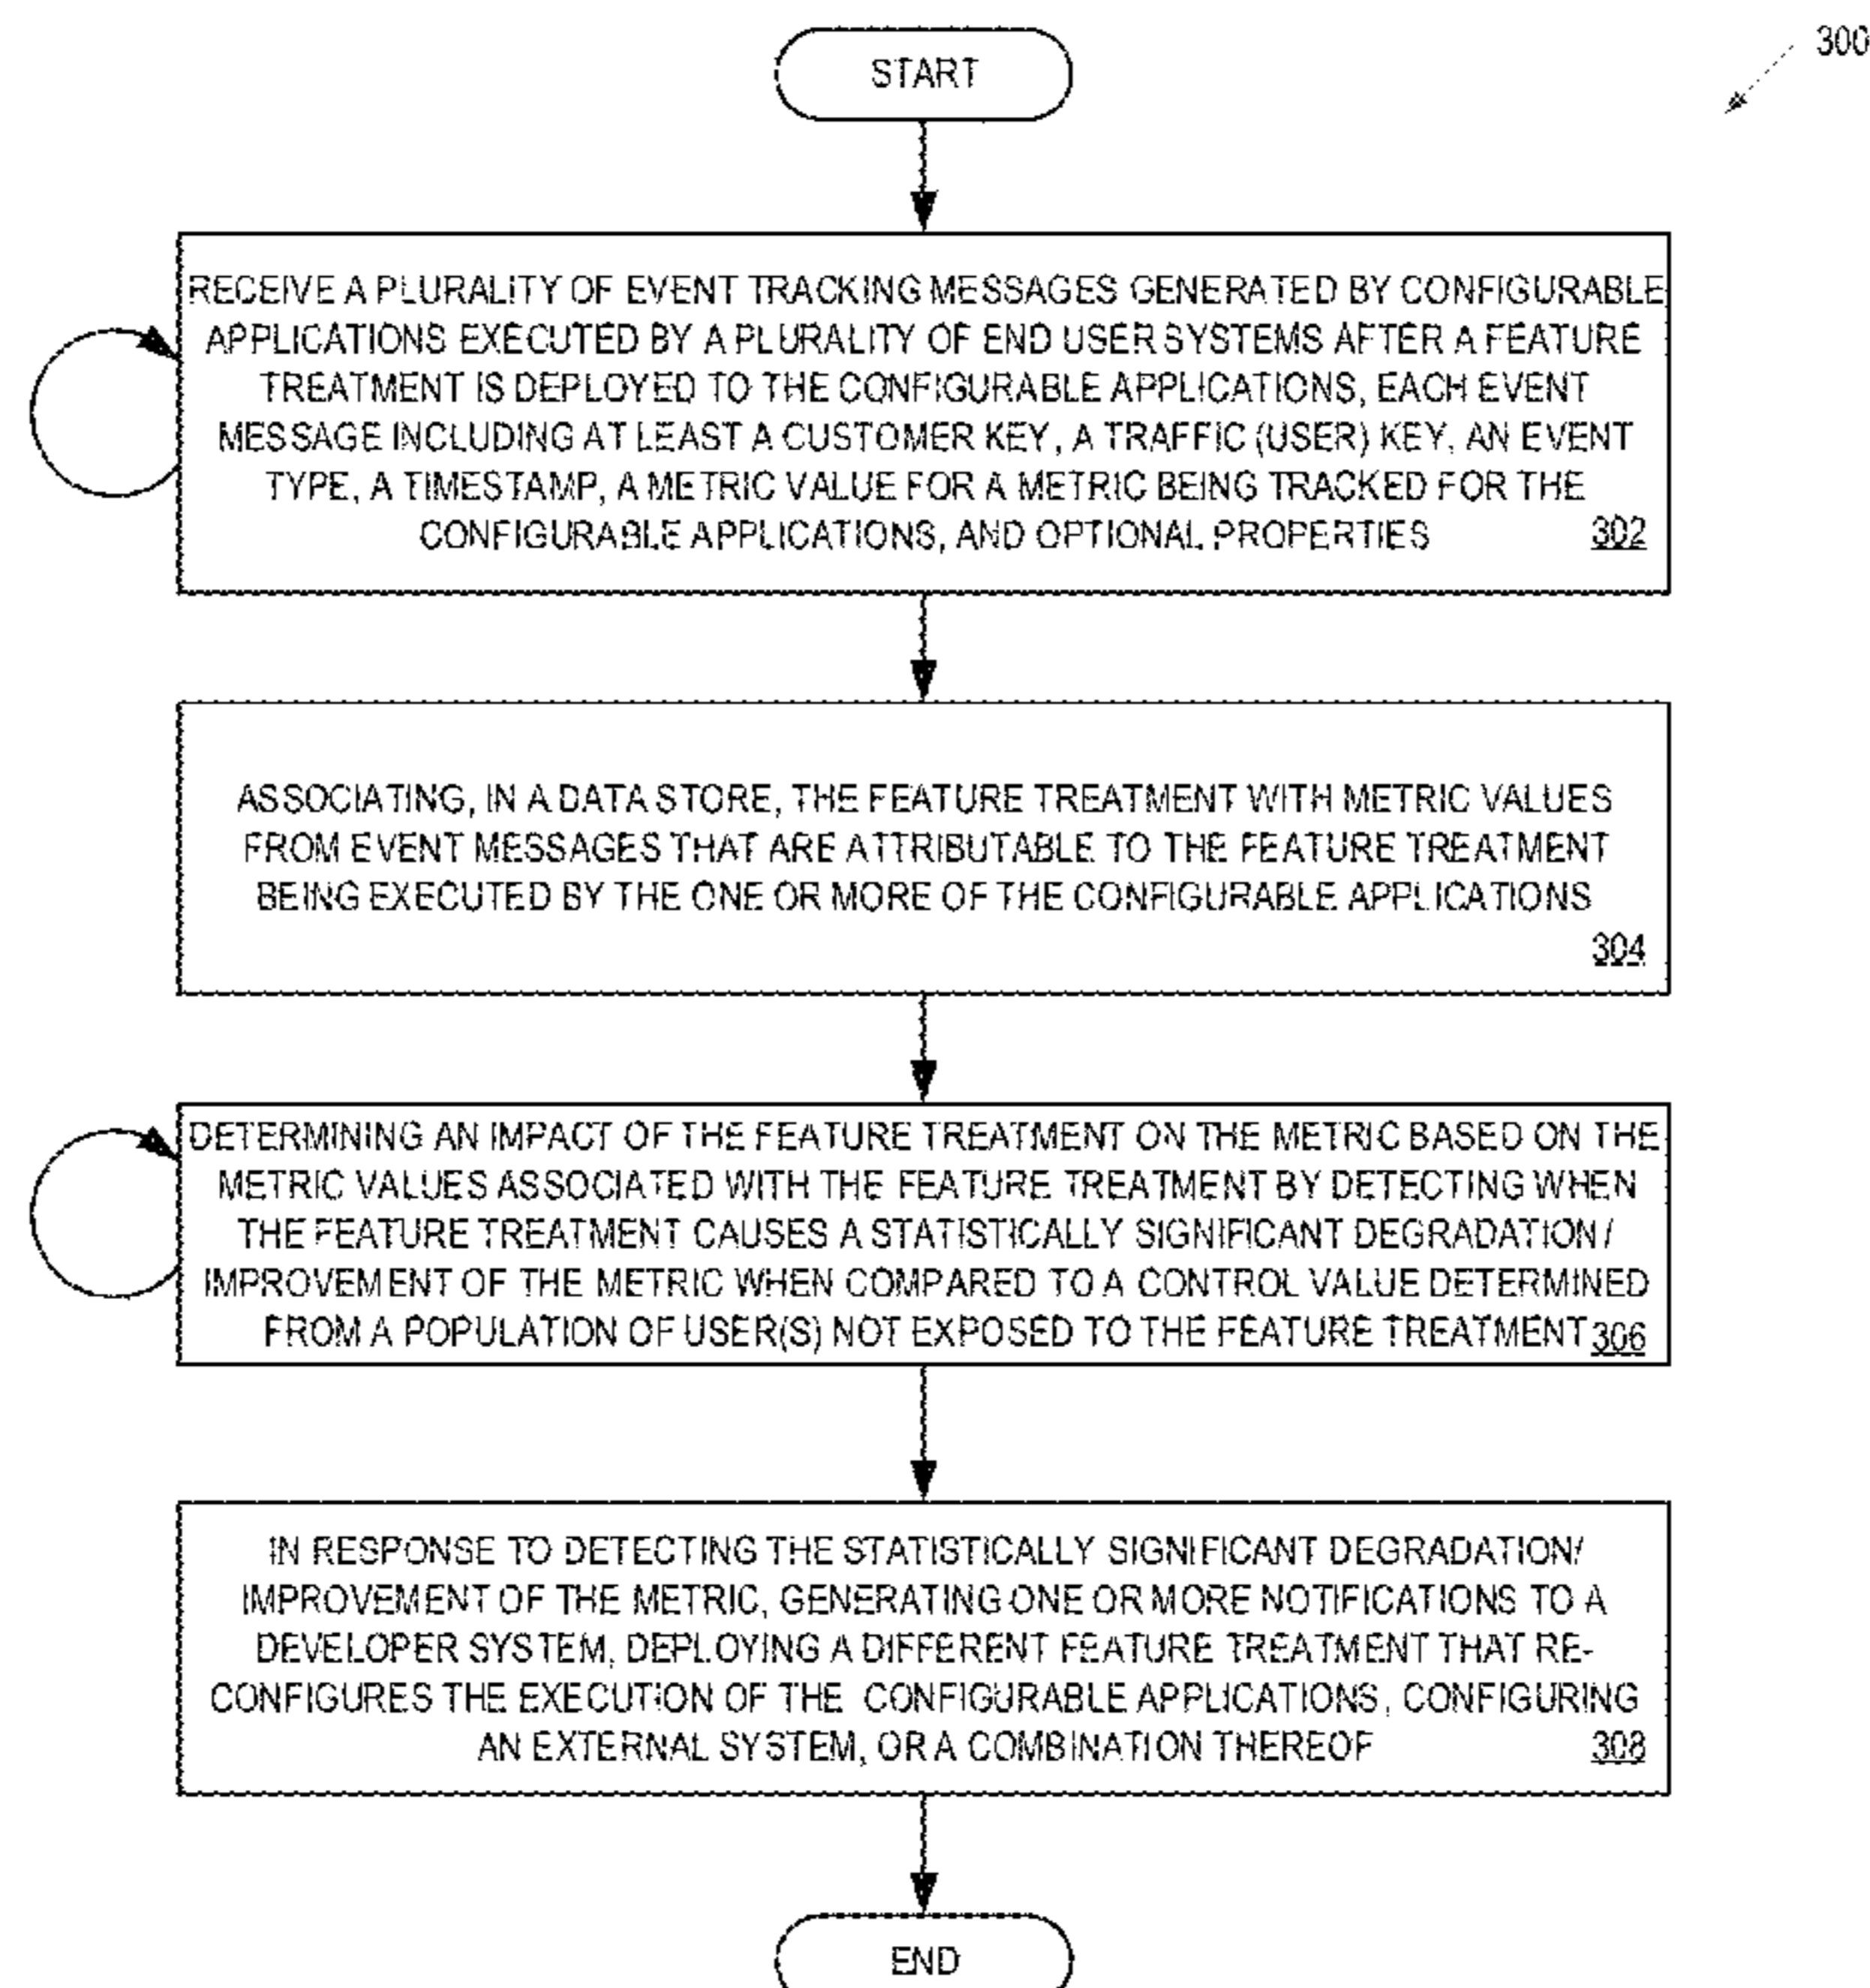 START
300
RECEIVE A PLURALITY OF EVENT TRACKING MESSAGES GENERATED BY CONFIGURABLE
APPLICATIONS EXECUTED BY A PLURALITY OF END USER SYSTEMS AFTER A FEATURE
TREATMENT IS DEPLOYED TO THE CONFIGURABLE APPLICATIONS, EACH EVENT
MESSAGE INCLUDING AT LEAST A CUSTOMER KEY, A TRAFFIC (USER) KEY, AN EVENT
TYPE, A TIMESTAMP, A METRIC VALUE FOR A METRIC BEING TRACKED FOR THE
CONFIGURABLE APPLICATIONS, AND OPTIONAL PROPERTIES
302
ASSOCIATING, IN A DATA STORE, THE FEATURE TREATMENT WITH METRIC VALUES
FROM EVENT MESSAGES THAT ARE ATTRIBUTABLE TO THE FEATURE TREATMENT
BEING EXECUTED BY THE ONE OR MORE OF THE CONFIGURABLE APPLICATIONS
304
DETERMINING AN IMPACT OF THE FEATURE TREATMENT ON THE METRIC BASED ON THE
METRIC VALUES ASSOCIATED WITH THE FEATURE TREATMENT BY DETECTING WHEN
THE FEATURE TREATMENT CAUSES A STATISTICALLY SIGNIFICANT DEGRADATION/
IMPROVEMENT OF THE METRIC WHEN COMPARED TO A CONTROL VALUE DETERMINED
FROM A POPULATION OF USER(S) NOT EXPOSED TO THE FEATURE TREATMENT
306
IN RESPONSE TO DETECTING THE STATISTICALLY SIGNIFICANT DEGRADATION/
IMPROVEMENT OF THE METRIC, GENERATING ONE OR MORE NOTIFICATIONS TO A
DEVELOPER SYSTEM, DEPLOYING A DIFFERENT FEATURE TREATMENT THAT RE-
CONFIGURES THE EXECUTION OF THE CONFIGURABLE APPLICATIONS, CONFIGURING
AN EXTERNAL SYSTEM, OR A COMBINATION THEREOF
308
END